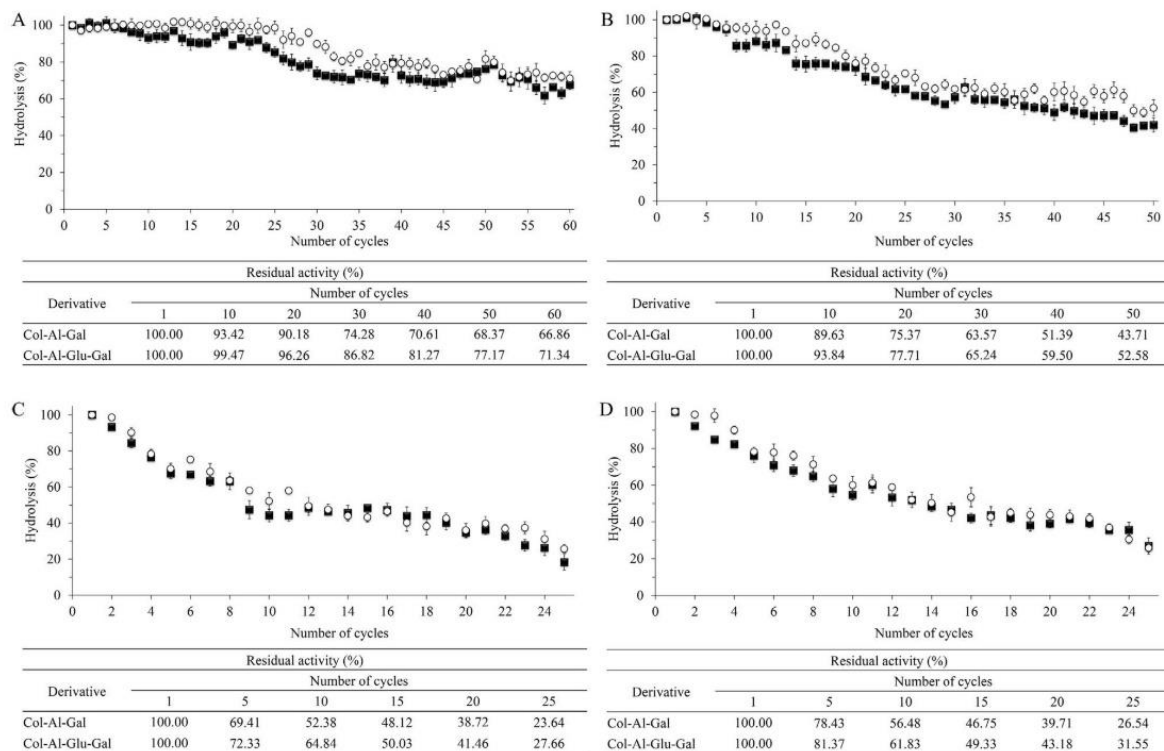 A
Hydrolysis (%)
100
80
60
40
20
0
0 5 10 15 20 25 30 35 40 45 50 55 60
Number of cycles
Residual activity (%)
Derivative Number of cycles
1 10 20 30 40 50 60
Col-Al-Gal 100.00 93.42 90.18 74.28 70.61 68.37 66.86
Col-Al-Glu-Gal 100.00 99.47 96.26 86.82 81.27 77.17 71.34
B
Hydrolysis (%)
100
80
60
40
20
0
0 5 10 15 20 25 30 35 40 45 50
Number of cycles
Residual activity (%)
Derivative Number of cycles
1 10 20 30 40 50
Col-Al-Gal 100.00 89.63 75.37 63.57 51.39 43.71
Col-Al-Glu-Gal 100.00 93.84 77.71 65.24 59.50 52.58
C
Hydrolysis (%)
100
80
60
40
20
0
0 2 4 6 8 10 12 14 16 18 20 22 24
Number of cycles
Residual activity (%)
Derivative Number of cycles
1 5 10 15 20 25
Col-Al-Gal 100.00 69.41 52.38 48.12 38.72 23.64
Col-Al-Glu-Gal 100.00 72.33 64.84 50.03 41.46 27.66
D
Hydrolysis (%)
100
80
60
40
20
0
0 2 4 6 8 10 12 14 16 18 20 22 24
Number of cycles
Residual activity (%)
Derivative Number of cycles
1 5 10 15 20 25
Col-Al-Gal 100.00 78.43 56.48 46.75 39.71 26.54
Col-Al-Glu-Gal 100.00 81.37 61.83 49.33 43.18 31.55